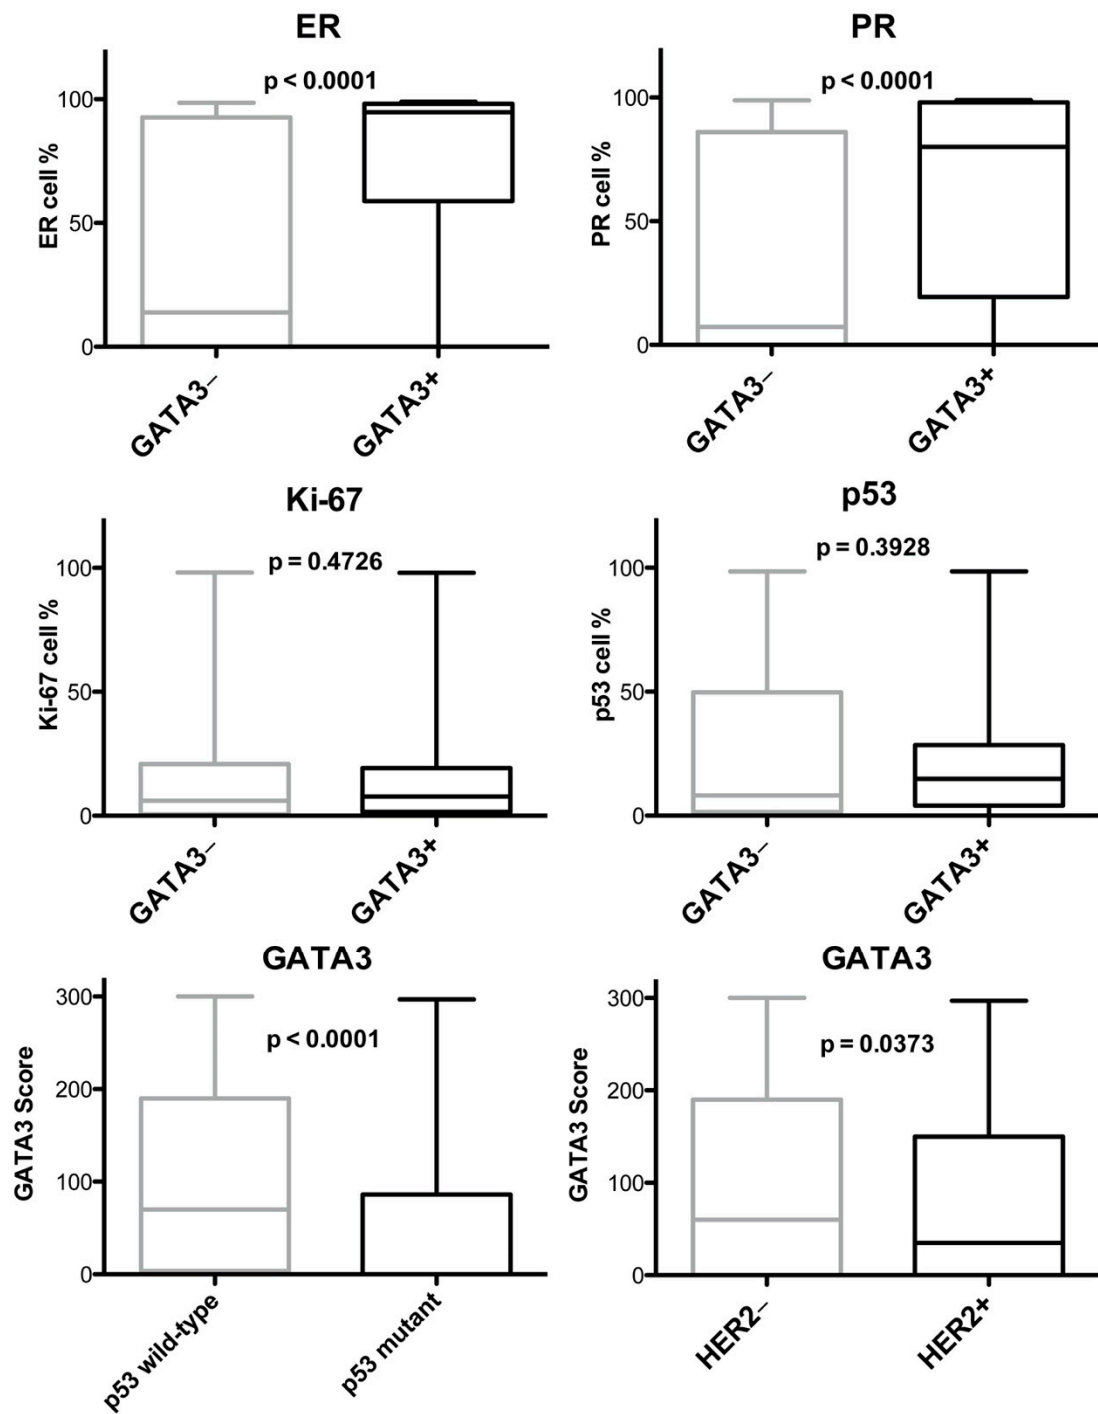 ER
p < 0.0001
ER cell %
100
50
0
GATA3–
GATA3+
PR
p < 0.0001
PR cell %
100
50
0
GATA3–
GATA3+
Ki-67
p = 0.4726
Ki-67 cell %
100
50
0
GATA3–
GATA3+
p53
p = 0.3928
p53 cell %
100
50
0
GATA3–
GATA3+
GATA3
p < 0.0001
GATA3 Score
300
200
100
0
p53 wild-type
p53 mutant
GATA3
p = 0.0373
GATA3 Score
300
200
100
0
HER2–
HER2+